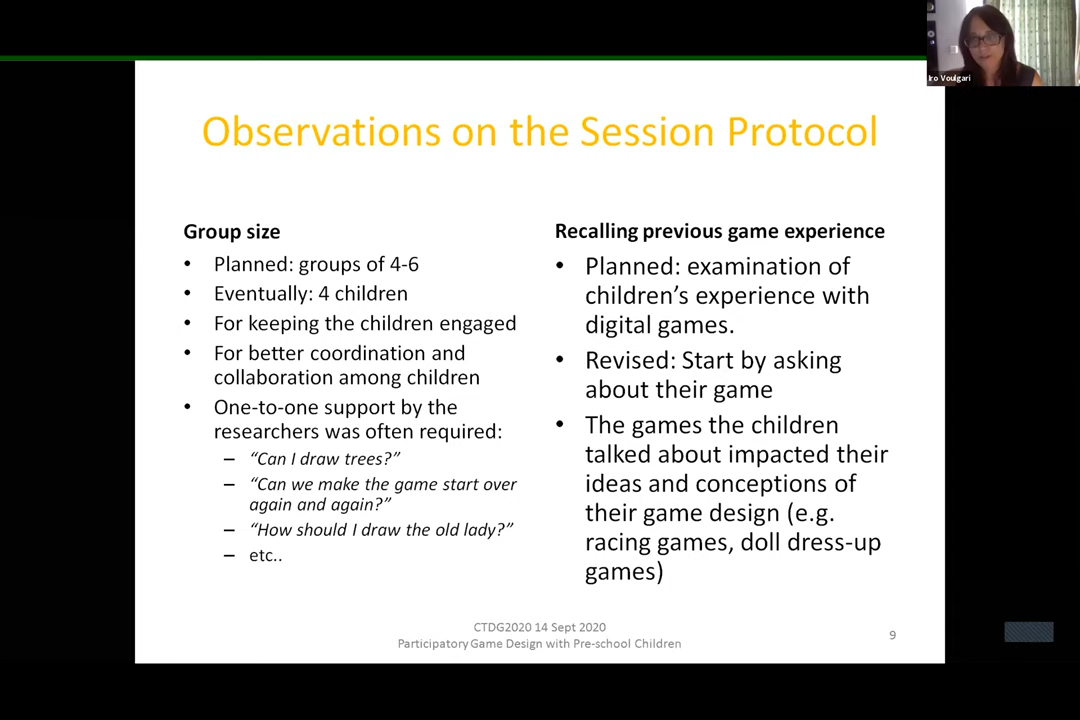 Iro Voulgari
Observations on the Session Protocol
Group size
• Planned: groups of 4-6
• Eventually: 4 children
• For keeping the children engaged
• For better coordination and
collaboration among children
• One-to-one support by the
researchers was often required:
– “Can I draw trees?”
– “Can we make the game start over
again and again?”
– “How should I draw the old lady?”
– etc..
Recalling previous game experience
• Planned: examination of
children’s experience with
digital games.
• Revised: Start by asking
about their game
• The games the children
talked about impacted their
ideas and conceptions of
their game design (e.g.
racing games, doll dress-up
games)
CTDG2020 14 Sept 2020
Participatory Game Design with Pre-school Children
9